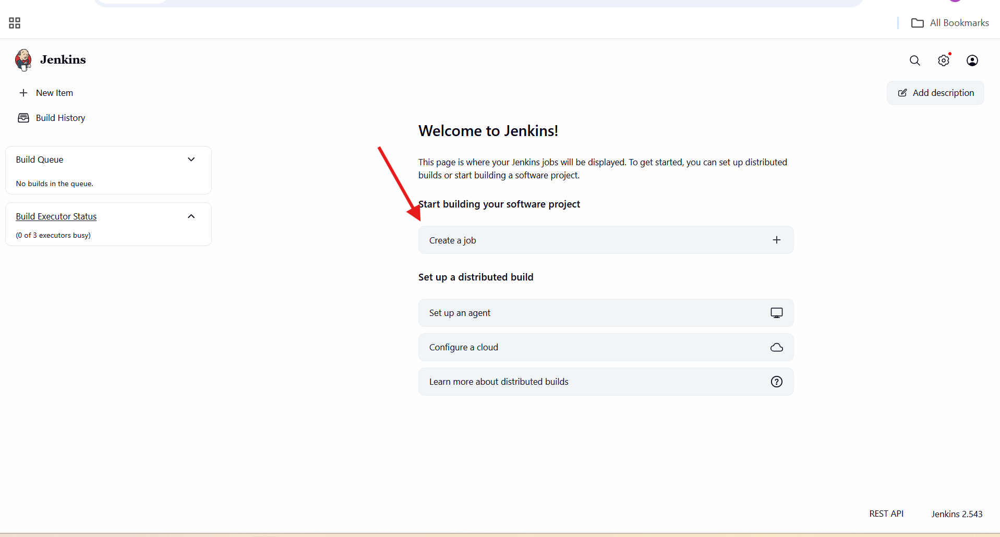 All Bookmarks
Jenkins
New Item
Add description
Build History
Build Queue
No builds in the queue.
Build Executor Status
(0 of 3 executors busy)
Welcome to Jenkins!
This page is where your Jenkins jobs will be displayed. To get started, you can set up distributed
builds or start building a software project.
Start building your software project
Create a job
Set up a distributed build
Set up an agent
Configure a cloud
Learn more about distributed builds
REST API
Jenkins 2.543